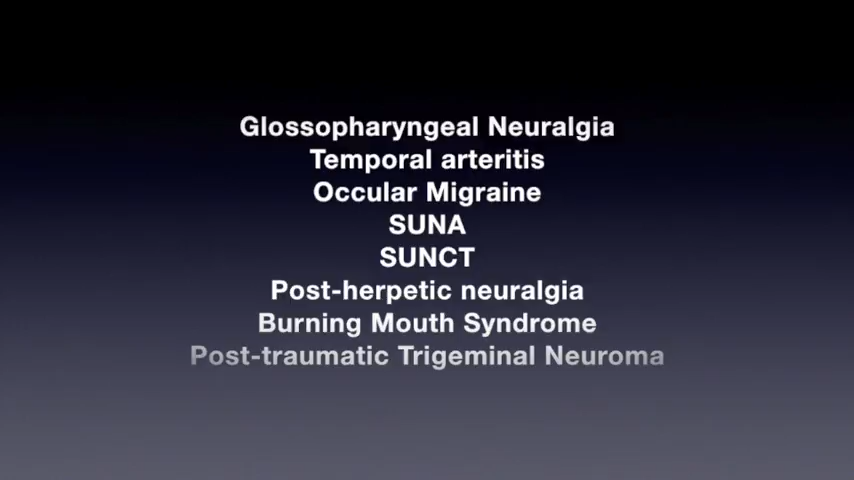 Glossopharyngeal Neuralgia
Temporal arteritis
Occular Migraine
SUNA
SUNCT
Post-herpetic neuralgia
Burning Mouth Syndrome
Post-traumatic Trigeminal Neuroma